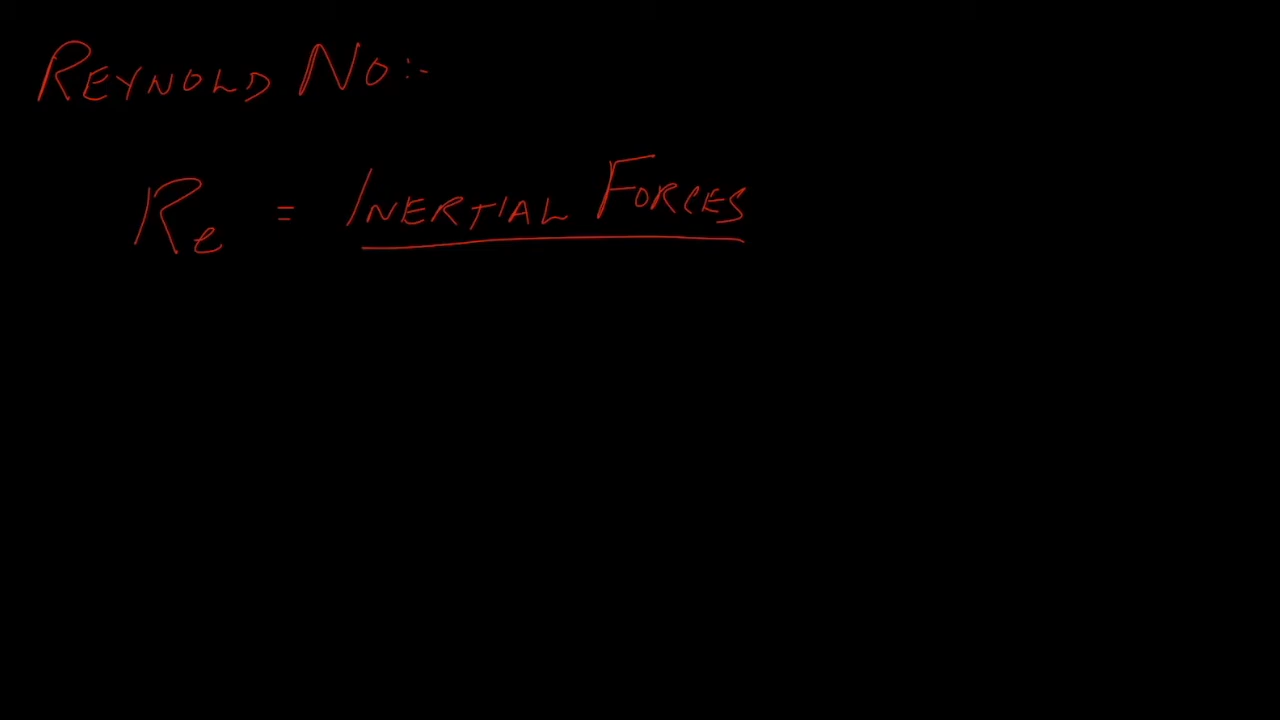 REYNOLD NO:-
Re = INERTIAL FORCES